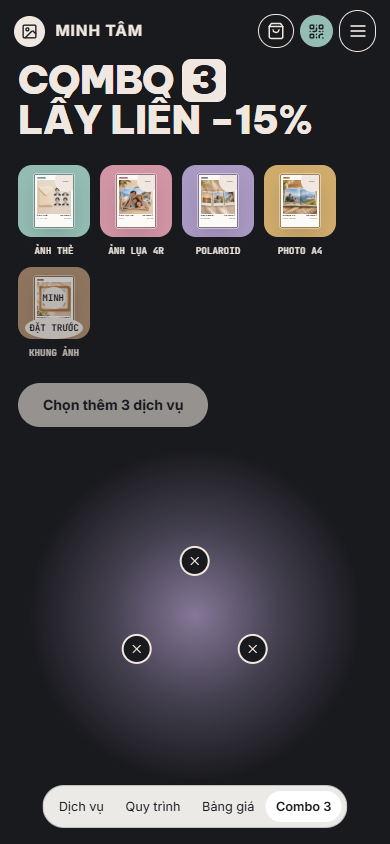 MINH TÂM
COMBO 3
LẤY LIỀN -15%
ẢNH THẺ
ẢNH LỤA 4R
POLAROID
PHOTO A4
MINH
ĐẶT TRƯỚC
KHUNG ẢNH
Chọn thêm 3 dịch vụ
Dịch vụ
Quy trình
Bảng giá
Combo 3